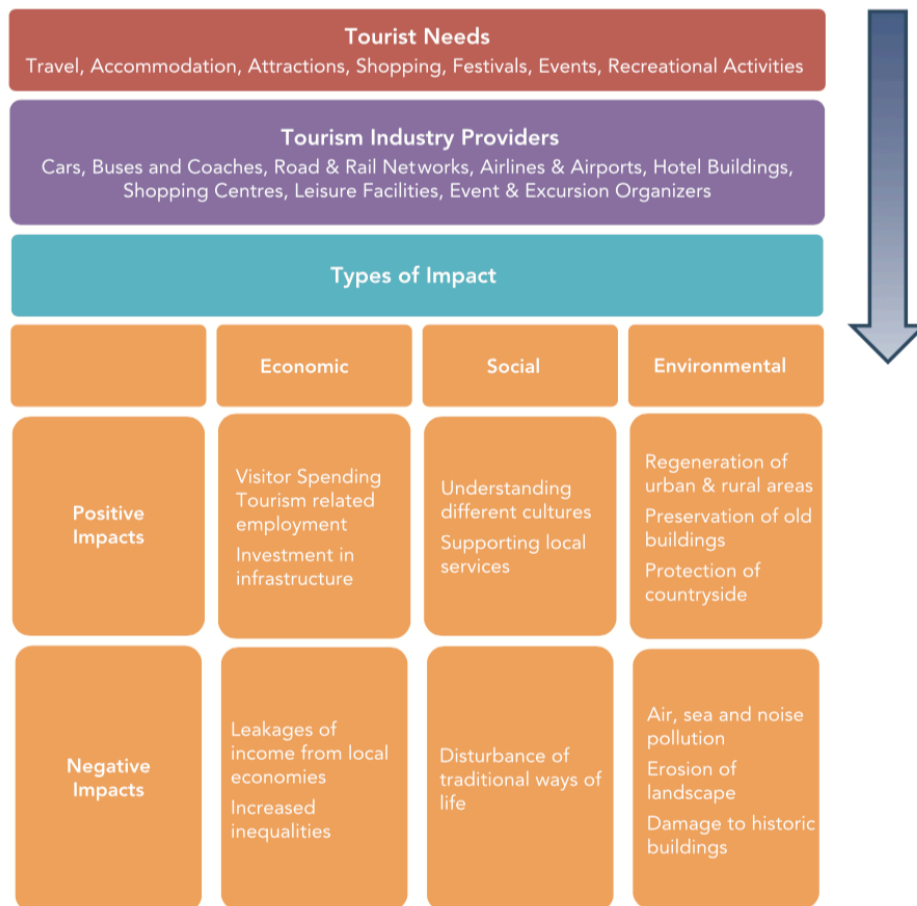 Tourist Needs
Travel, Accommodation, Attractions, Shopping, Festivals, Events, Recreational Activities
Tourism Industry Providers
Cars, Buses and Coaches, Road & Rail Networks, Airlines & Airports, Hotel Buildings,
Shopping Centres, Leisure Facilities, Event & Excursion Organizers
Types of Impact
Economic
Social
Environmental
Positive
Impacts
Visitor Spending
Tourism related
employment
Investment in
infrastructure
Understanding
different cultures
Supporting local
services
Regeneration of
urban & rural areas
Preservation of old
buildings
Protection of
countryside
Negative
Impacts
Leakages of
income from local
economies
Increased
inequalities
Disturbance of
traditional ways of
life
Air, sea and noise
pollution
Erosion of
landscape
Damage to historic
buildings